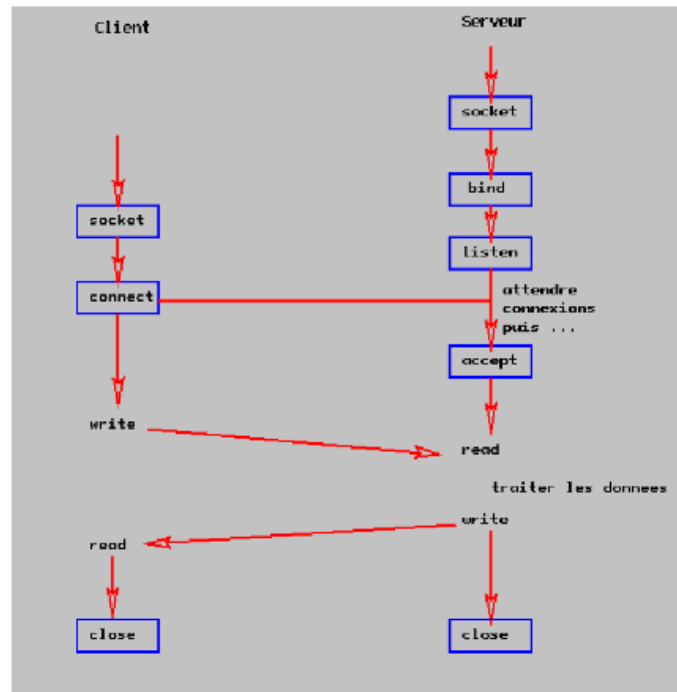 Client
Serveur
socket
bind
socket
listen
connect
attendre
connexions
puis ...
accept
write
read
traiter les donnees
write
read
close
close